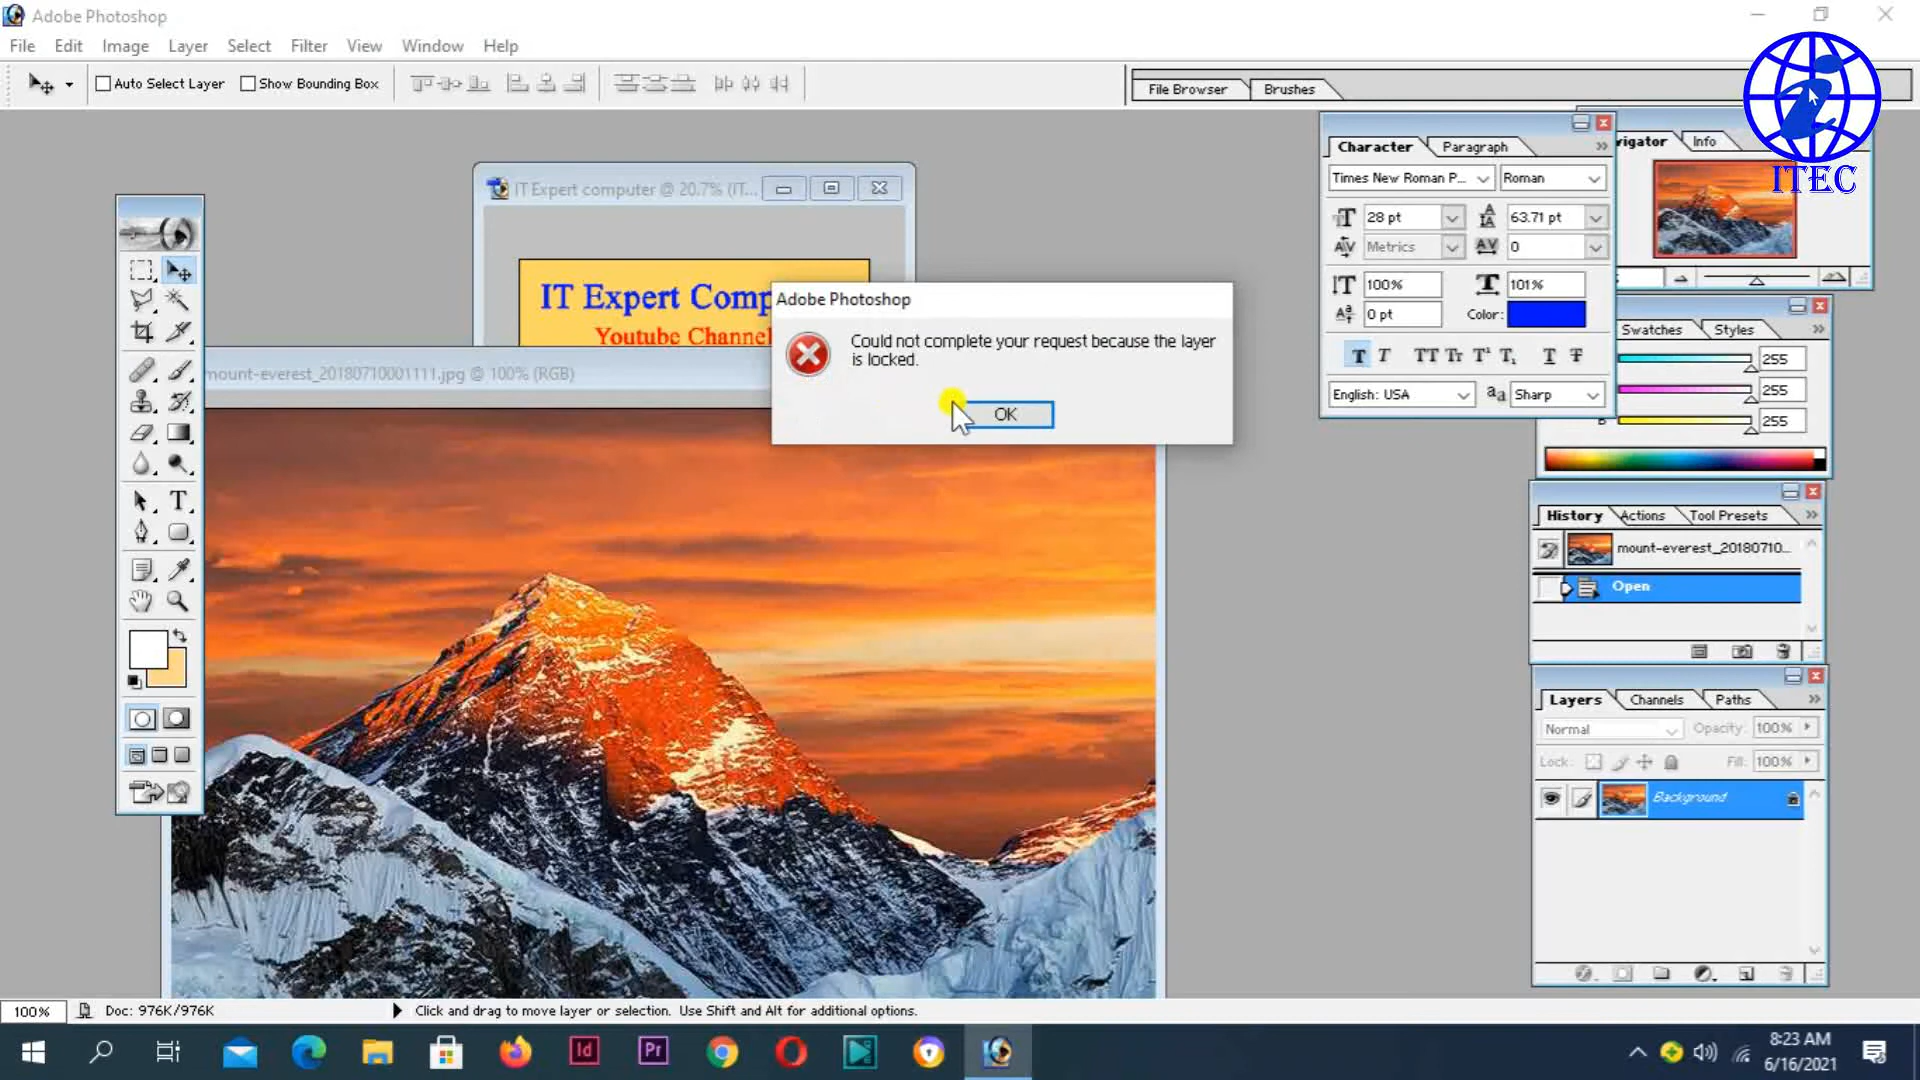 Adobe Photoshop
File Edit Image Layer Select Filter View Window Help
Auto Select Layer Show Bounding Box
File Browser Brushes
ITEC
IT Expert computer @ 20.7% (IT...
IT Expert Comp
Youtube Channel
mount-everest_20180710001111.jpg @ 100% (RGB)
Adobe Photoshop
Could not complete your request because the layer
is locked.
OK
Character Paragraph
Times New Roman P... Roman
28 pt 63.71 pt
Metrics 0
100% 101%
0 pt Color:
English: USA aa Sharp
vigator Info
Swatches Styles
255
255
B 255
History Actions Tool Presets
mount-everest_20180710...
Open
Layers Channels Paths
Normal Opacity: 100%
Lock: Fill: 100%
Background
100% Doc: 976K/976K Click and drag to move layer or selection. Use Shift and Alt for additional options.
Id Pr
8:23 AM
6/16/2021